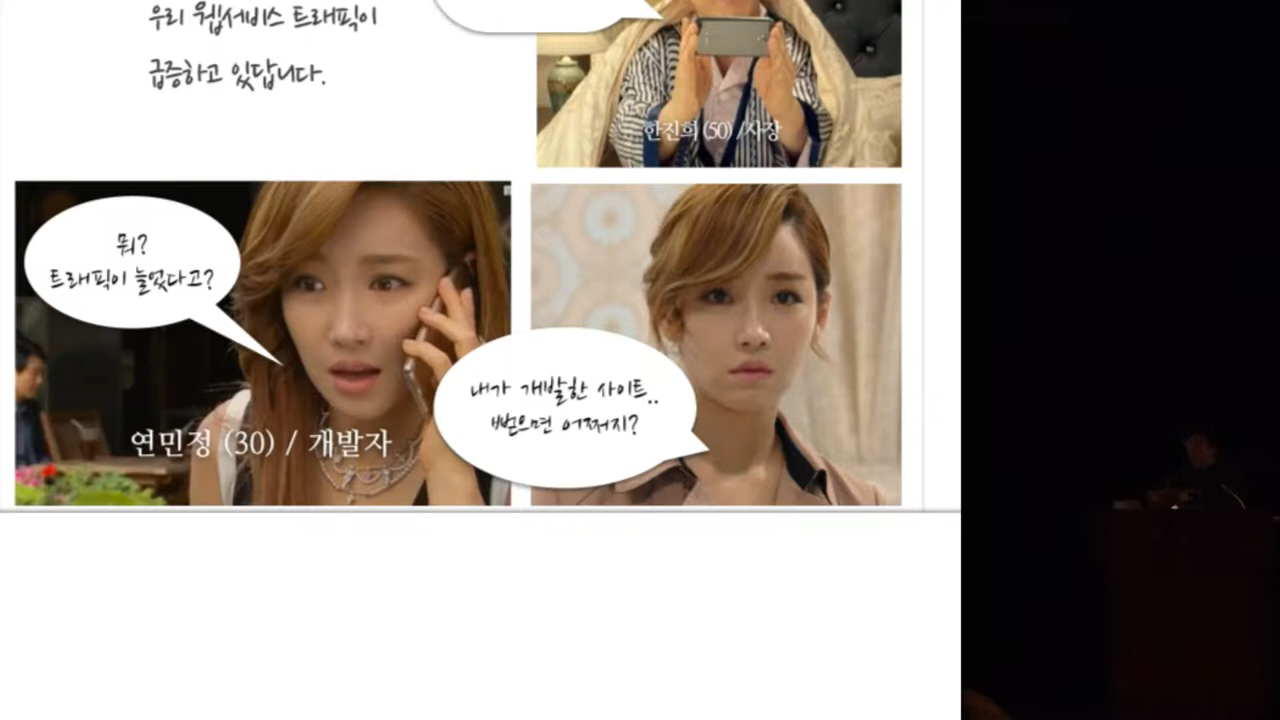 우리 웹서비스 트래픽이
급증하고 있답니다.
한진희 (50) /사장
뭐?
트래픽이 늘었다고?
연민정 (30) / 개발자
내가 개발한 사이트..
뻗으면 어쩌지?